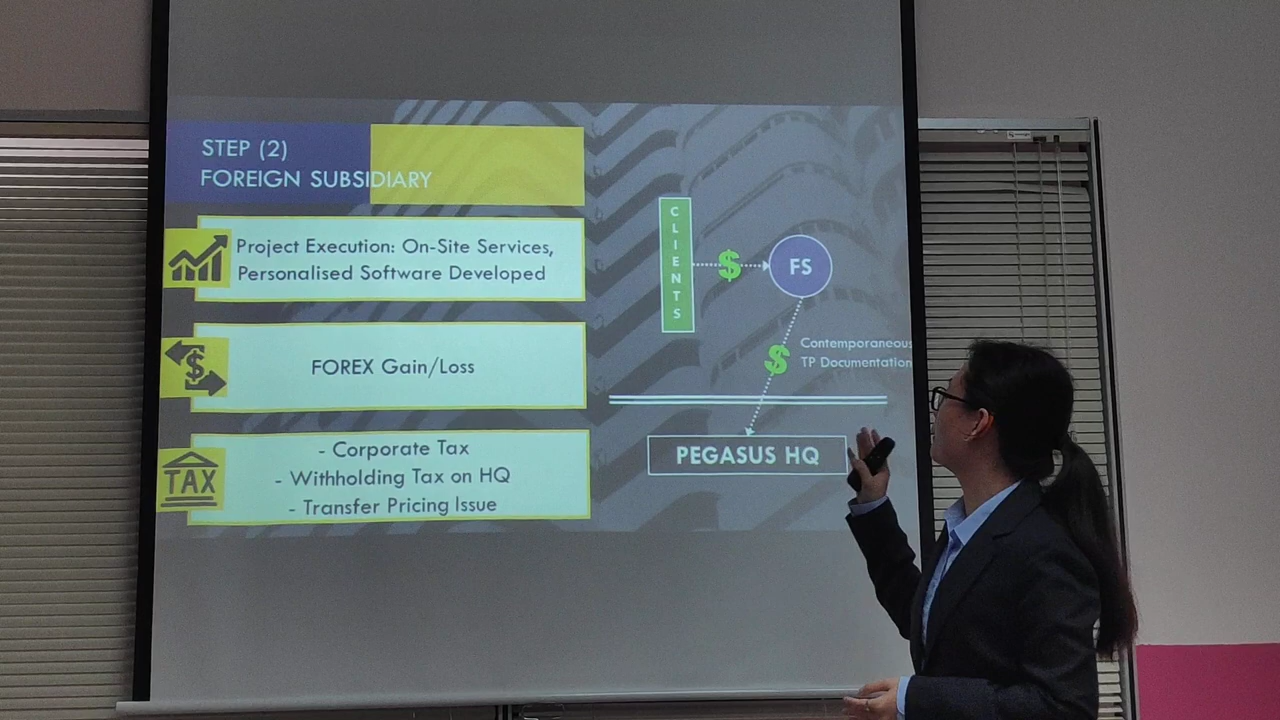 STEP (2)
FOREIGN SUBSIDIARY
Project Execution: On-Site Services,
Personalised Software Developed
$
FOREX Gain/Loss
TAX
- Corporate Tax
- Withholding Tax on HQ
- Transfer Pricing Issue
CLIENTS
$
FS
$
Contemporaneous
TP Documentation
PEGASUS HQ